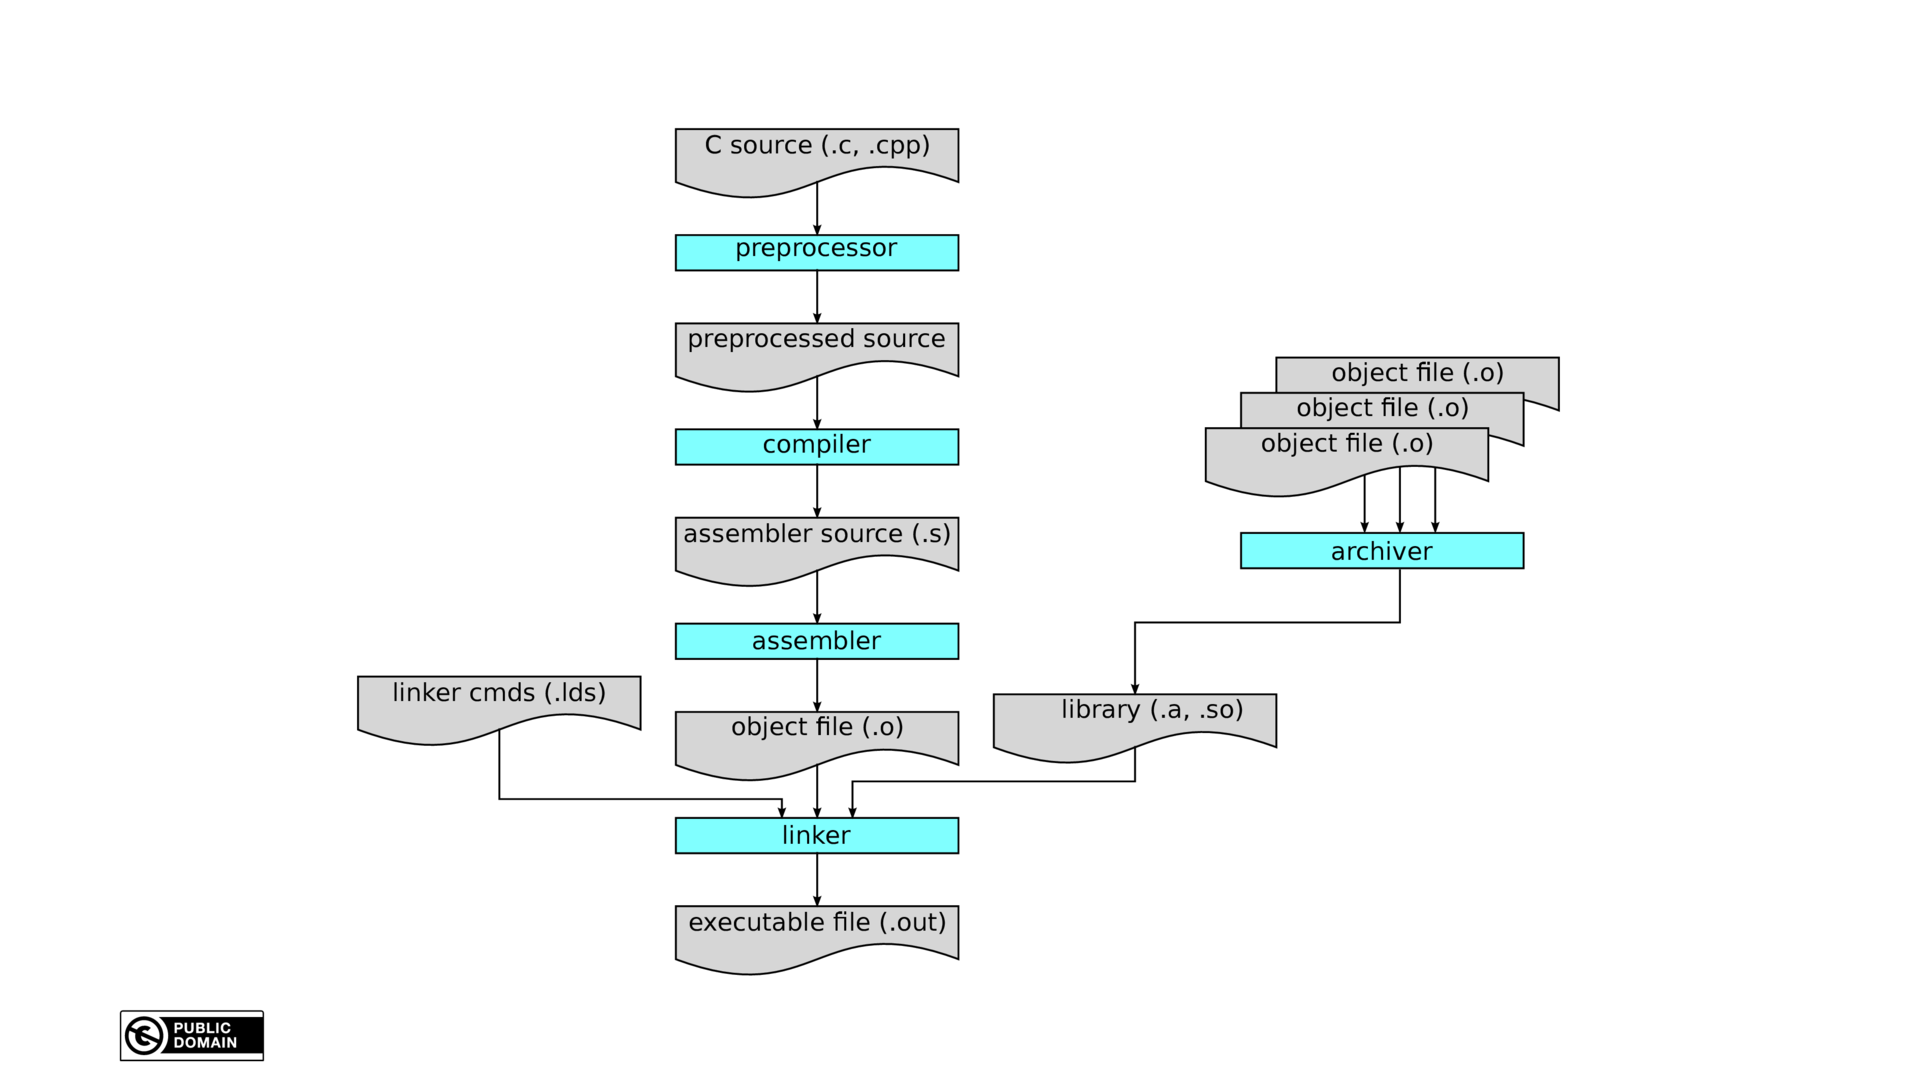 C source (.c, .cpp)
preprocessor
preprocessed source
compiler
assembler source (.s)
assembler
object file (.o)
linker cmds (.lds)
library (.a, .so)
object file (.o)
object file (.o)
object file (.o)
archiver
linker
executable file (.out)
PUBLIC
DOMAIN